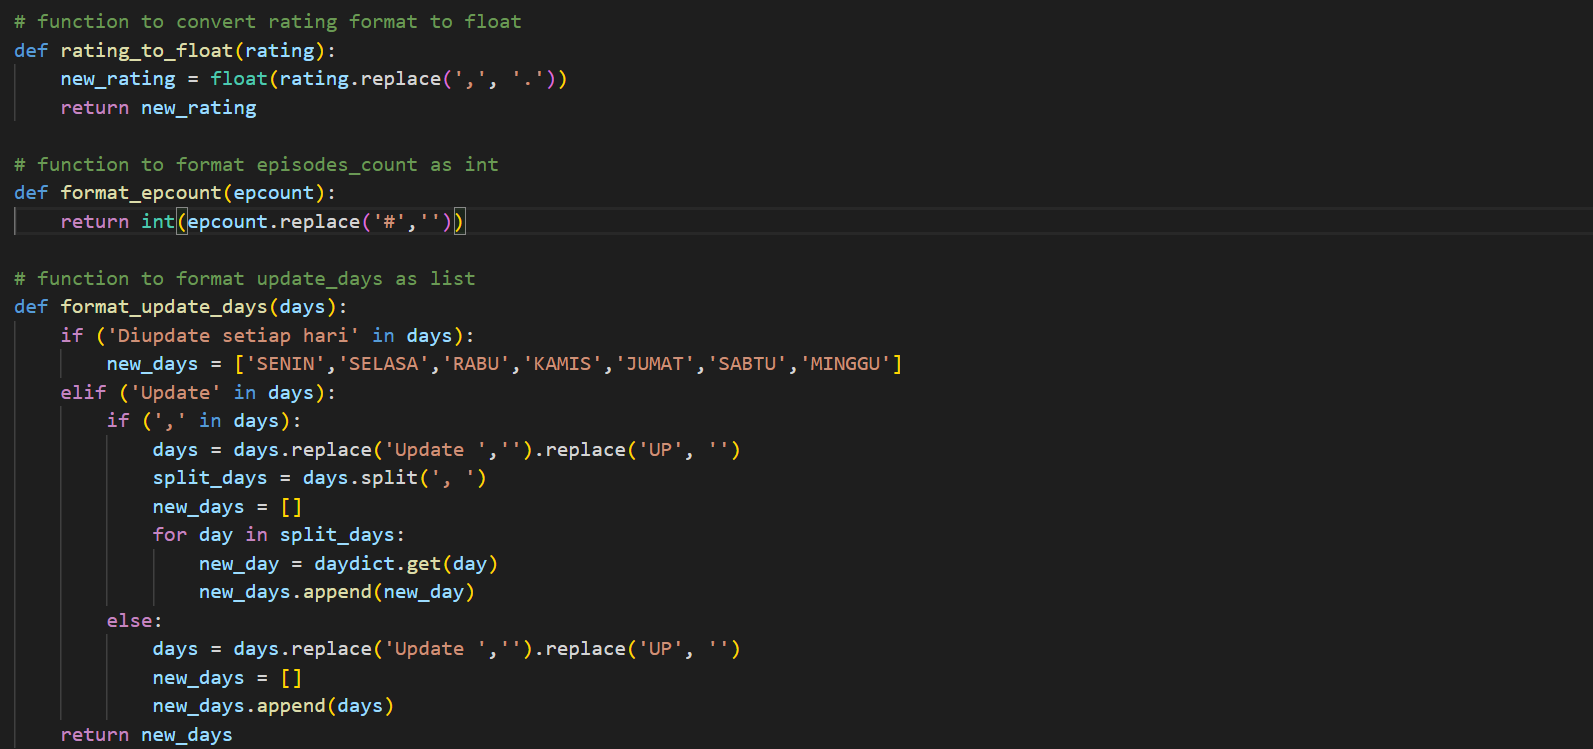 # function to convert rating format to float
def rating_to_float(rating):
    new_rating = float(rating.replace(',', '.'))
    return new_rating

# function to format episodes_count as int
def format_epcount(epcount):
    return int(epcount.replace('#',''))

# function to format update_days as list
def format_update_days(days):
    if ('Diupdate setiap hari' in days):
        new_days = ['SENIN','SELASA','RABU','KAMIS','JUMAT','SABTU','MINGGU']
    elif ('Update' in days):
        if (',' in days):
            days = days.replace('Update ','').replace('UP', '')
            split_days = days.split(', ')
            new_days = []
            for day in split_days:
                new_day = daydict.get(day)
                new_days.append(new_day)
        else:
            days = days.replace('Update ','').replace('UP', '')
            new_days = []
            new_days.append(days)
    return new_days